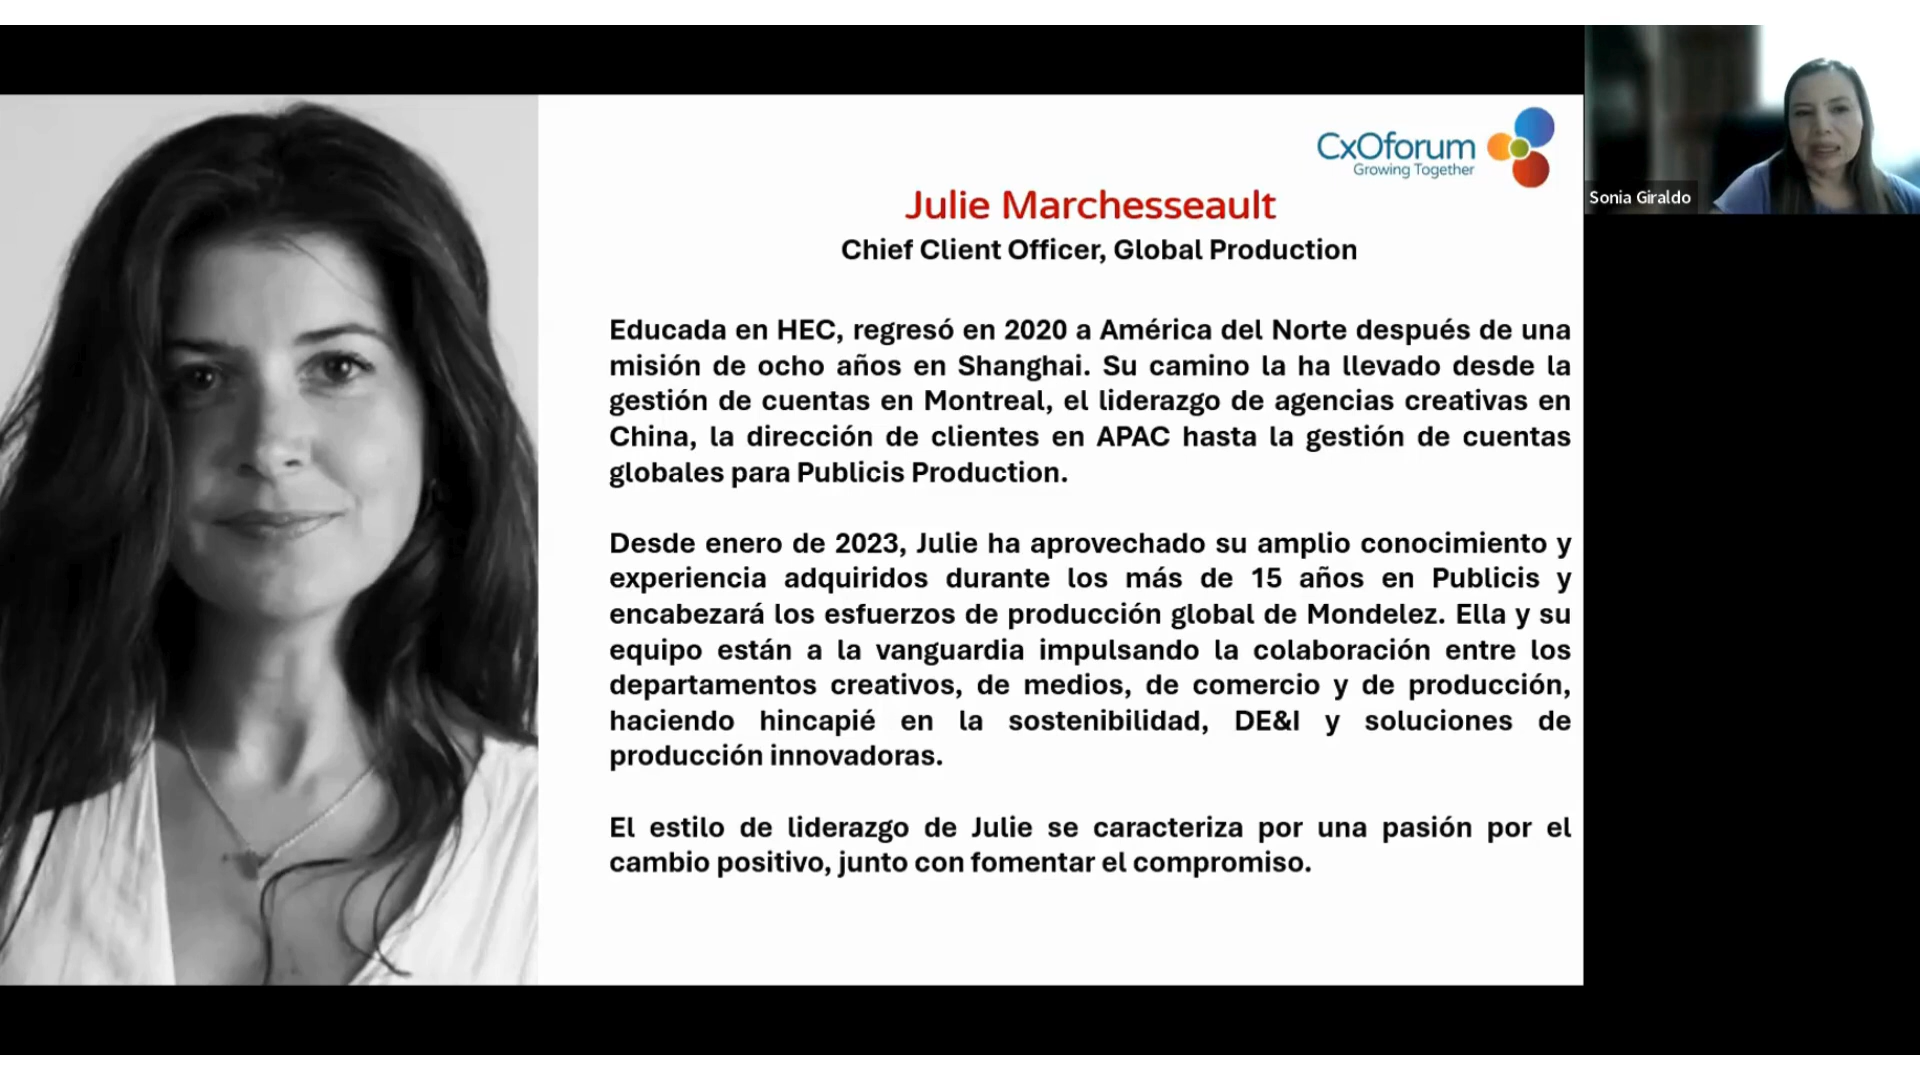 CxOforum
Growing Together
Julie Marchesseault
Chief Client Officer, Global Production
Educada en HEC, regresó en 2020 a América del Norte después de una
misión de ocho años en Shanghai. Su camino la ha llevado desde la
gestión de cuentas en Montreal, el liderazgo de agencias creativas en
China, la dirección de clientes en APAC hasta la gestión de cuentas
globales para Publicis Production.
Desde enero de 2023, Julie ha aprovechado su amplio conocimiento y
experiencia adquiridos durante los más de 15 años en Publicis y
encabezará los esfuerzos de producción global de Mondelez. Ella y su
equipo están a la vanguardia impulsando la colaboración entre los
departamentos creativos, de medios, de comercio y de producción,
haciendo hincapié en la sostenibilidad, DE&I y soluciones de
producción innovadoras.
El estilo de liderazgo de Julie se caracteriza por una pasión por el
cambio positivo, junto con fomentar el compromiso.
Sonia Giraldo